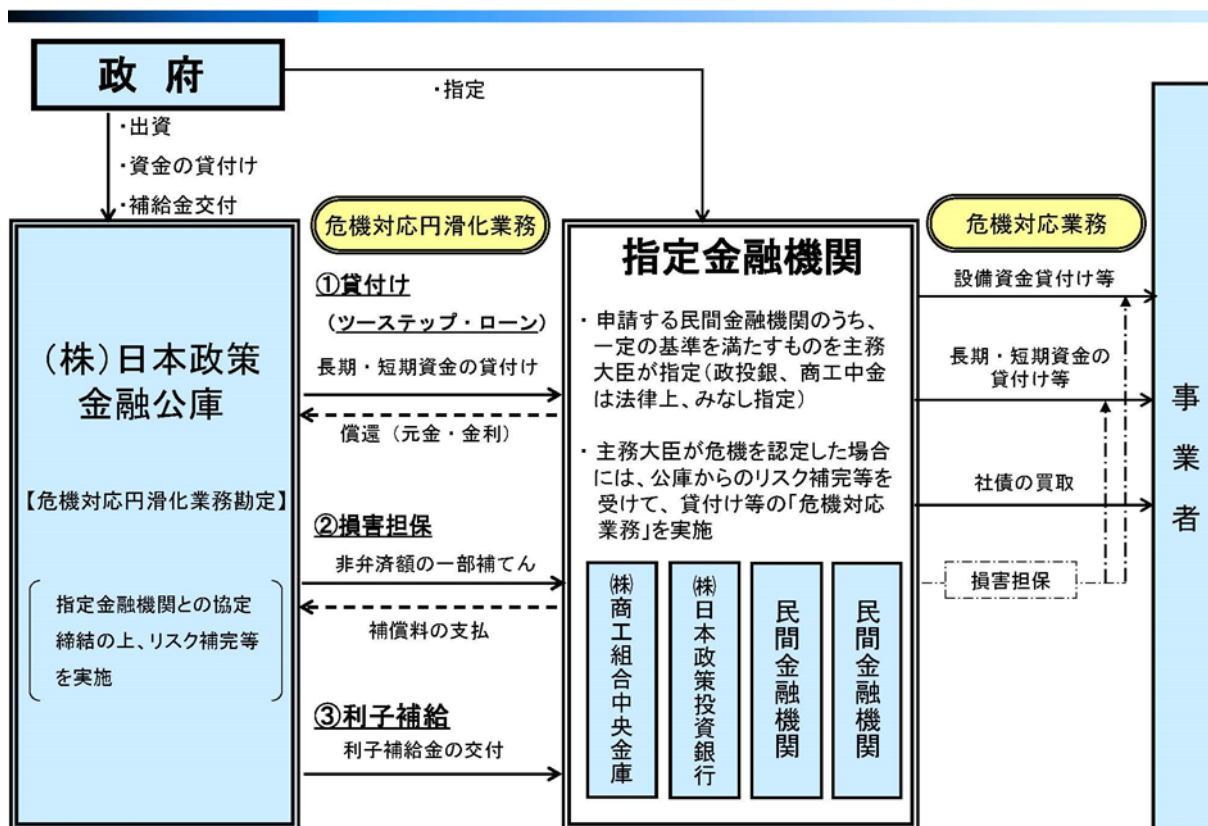 政 府
・指定
・出資
・資金の貸付け
・補給金交付
(株)日本政策
金融公庫
【危機対応円滑化業務勘定】
指定金融機関との協定
締結の上、リスク補完等
を実施
危機対応円滑化業務
①貸付け
(ツーステップ・ローン)
長期・短期資金の貸付け
償還(元金・金利)
②損害担保
非弁済額の一部補てん
補償料の支払
③利子補給
利子補給金の交付
指定金融機関
・ 申請する民間金融機関のうち、
一定の基準を満たすものを主務
大臣が指定(政投銀、商工中金
は法律上、みなし指定)
・ 主務大臣が危機を認定した場合
には、公庫からのリスク補完等を
受けて、貸付け等の「危機対応
業務」を実施
㈱商工組合中央金庫
㈱日本政策投資銀行
民間金融機関
民間金融機関
危機対応業務
設備資金貸付け等
長期・短期資金の
貸付け等
社債の買取
損害担保
事業者